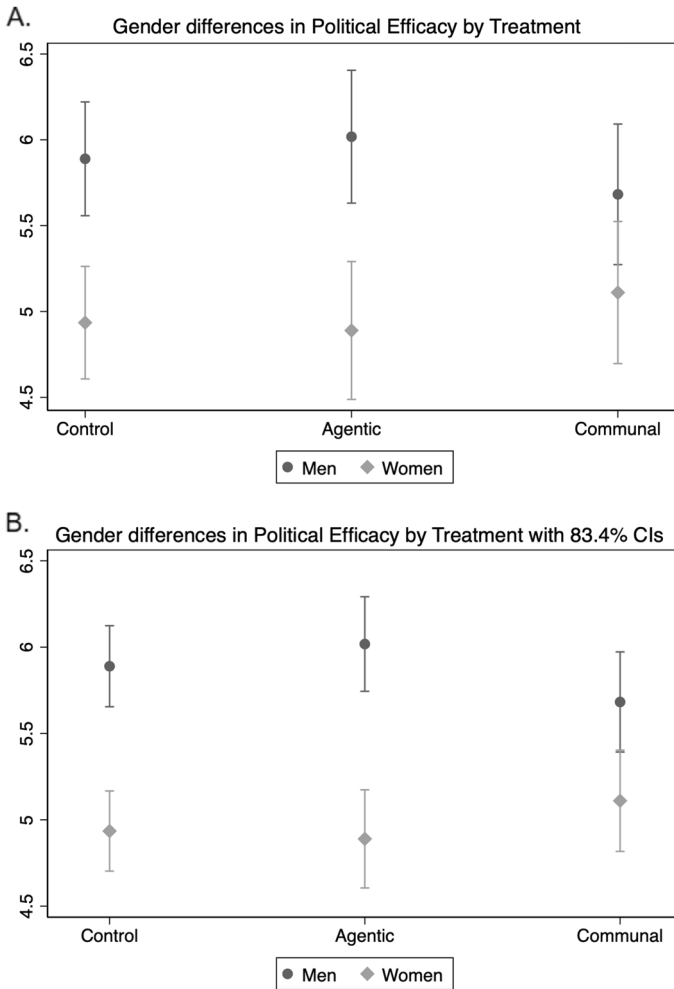 A.
Gender differences in Political Efficacy by Treatment
6.5
6
5.5
5
4.5
Control Agentic Communal
Men Women
B.
Gender differences in Political Efficacy by Treatment with 83.4% CIs
6.5
6
5.5
5
4.5
Control Agentic Communal
Men Women